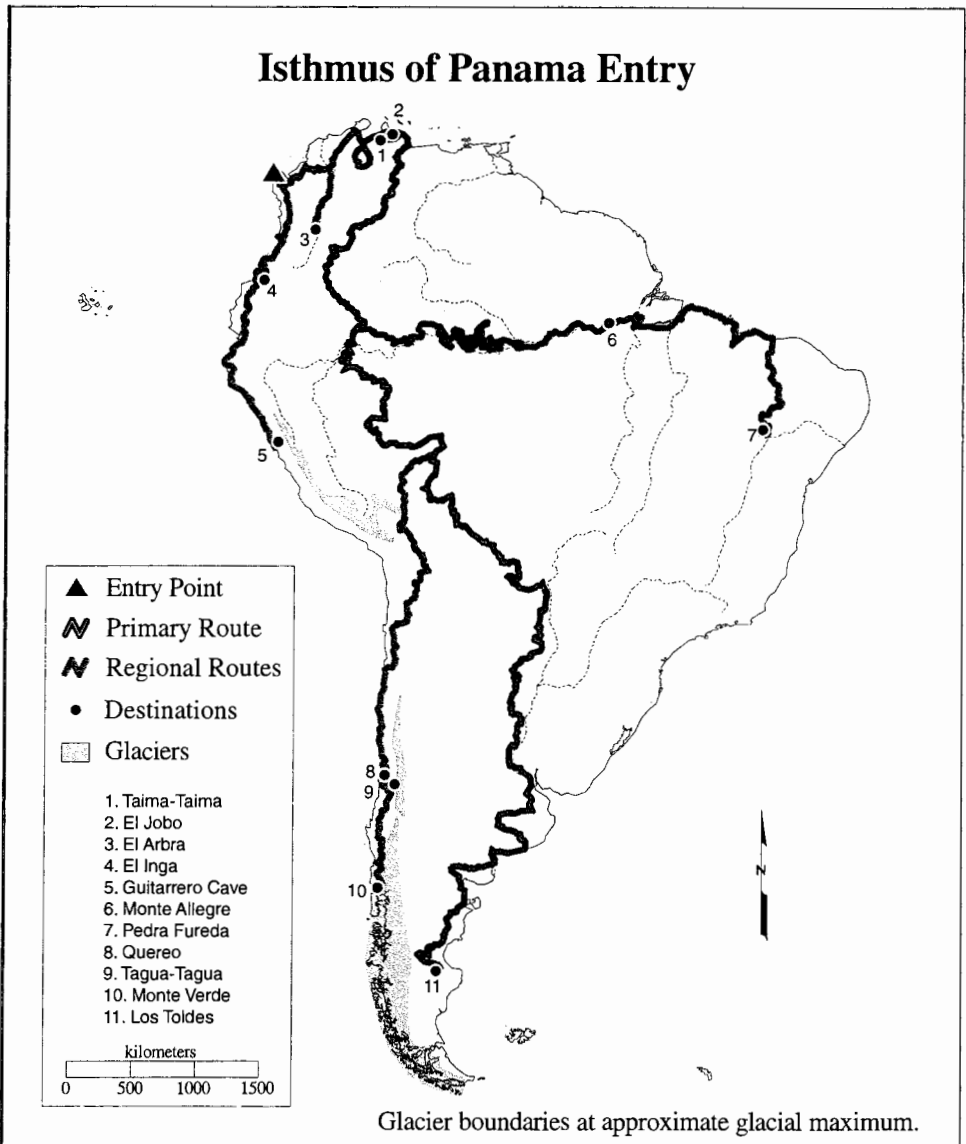 Isthmus of Panama Entry
2
1
3
4
6
7
5
Entry Point
Primary Route
Regional Routes
Destinations
Glaciers
8
9
1. Taima-Taima
2. El Jobo
3. El Arbra
4. El Inga
5. Guitarrero Cave
6. Monte Allegre
7. Pedra Fureda
8. Quereo
9. Tagua-Tagua
10. Monte Verde
11. Los Toldes
N
10
11
kilometers
0 500 1000 1500
Glacier boundaries at approximate glacial maximum.